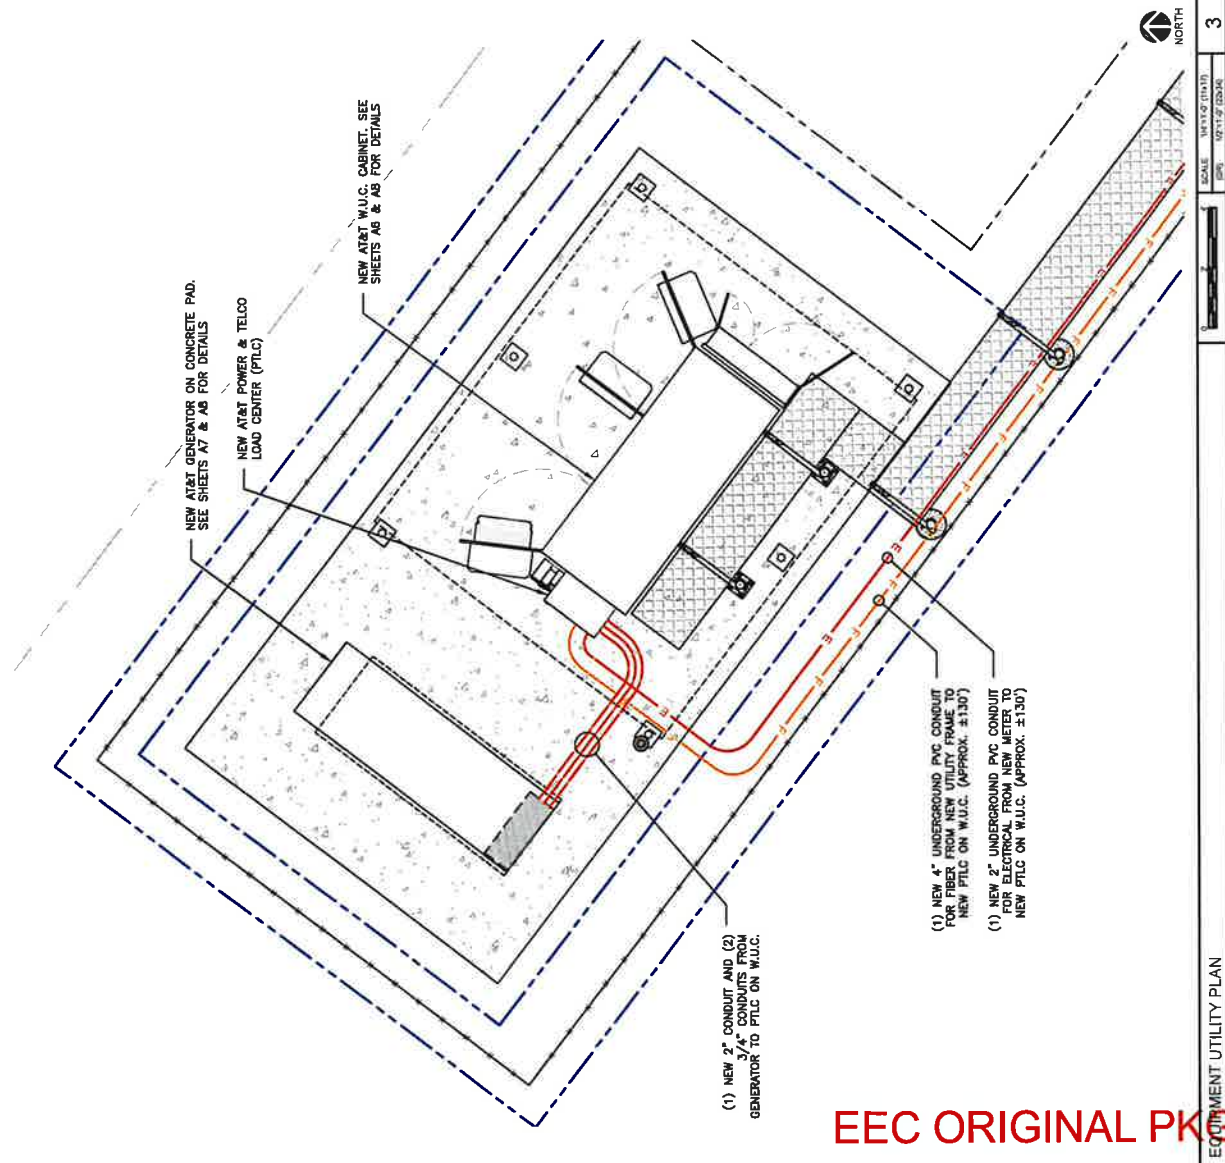 NEW AT&T GENERATOR ON CONCRETE PAD.
SEE SHEETS A7 & A8 FOR DETAILS
NEW AT&T POWER & TELCO
LOAD CENTER (PTLC)
NEW AT&T W.U.C. CABINET. SEE
SHEETS A6 & A8 FOR DETAILS
(1) NEW 2" CONDUIT AND (2)
3/4" CONDUITS FROM
GENERATOR TO PTLC ON W.U.C.
(1) NEW 4" UNDERGROUND PVC CONDUIT
FOR FIBER FROM NEW UTILITY FRAME TO
NEW PTLC ON W.U.C. (APPROX. ±130')
(1) NEW 2" UNDERGROUND PVC CONDUIT
FOR ELECTRICAL FROM NEW METER TO
NEW PTLC ON W.U.C. (APPROX. ±130')
NORTH
EQUIPMENT UTILITY PLAN
SCALE
3
EEC ORIGINAL PKG